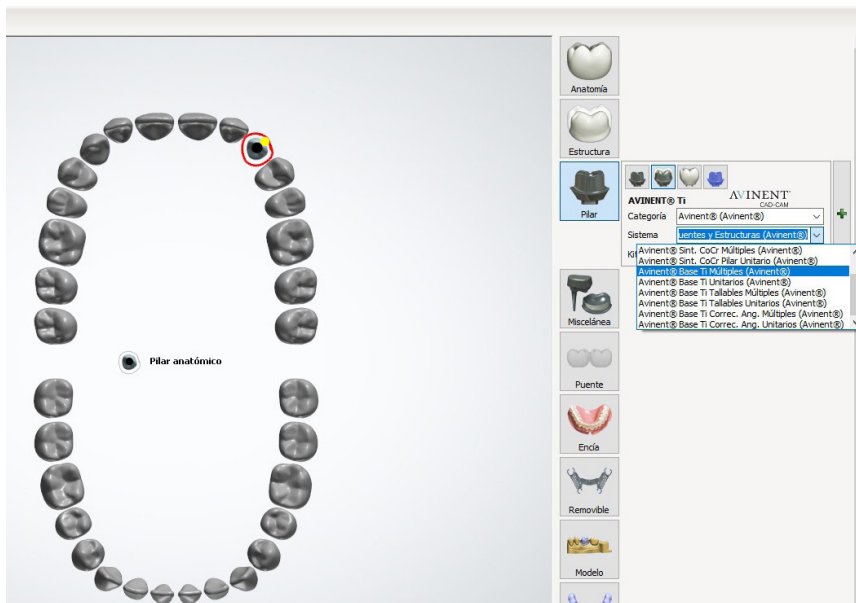 Anatomía
Estructura
Pilar
AVINENT® Ti
AVINENT
CAD-CAM
Categoría
Avinent® (Avinent®)
Sistema
uentes y Estructuras (Avinent®)
Avinent® Sint. CoCr Múltiples (Avinent®)
Avinent® Sint. CoCr Pilar Unitario (Avinent®)
Avinent® Base Ti Múltiples (Avinent®)
Avinent® Base Ti Unitarios (Avinent®)
Avinent® Base Ti Tallables Múltiples (Avinent®)
Avinent® Base Ti Tallables Unitarios (Avinent®)
Avinent® Base Ti Correc. Ang. Múltiples (Avinent®)
Avinent® Base Ti Correc. Ang. Unitarios (Avinent®)
Miscelánea
Pilar anatómico
Puente
Encía
Removible
Modelo